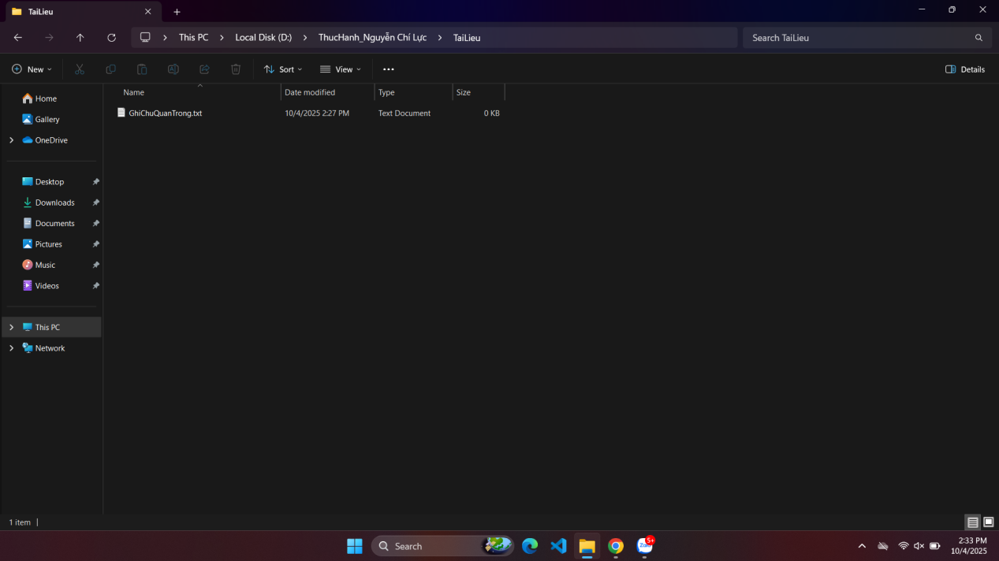 TaiLieu
This PC > Local Disk (D:) > ThucHanh_Nguyễn Chí Lực > TaiLieu
Search TaiLieu
New
Sort
View
Details
Name Date modified Type Size
GhiChuQuanTrong.txt 10/4/2025 2:27 PM Text Document 0 KB
Home
Gallery
OneDrive
Desktop
Downloads
Documents
Pictures
Music
Videos
This PC
Network
1 item
Search
Zalo
5+
2:33 PM
10/4/2025